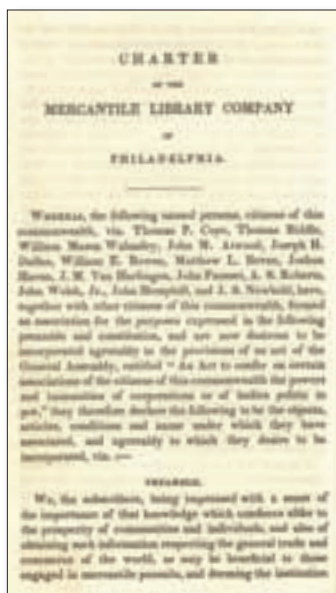 CHARTER
OF THE
MERCANTILE LIBRARY COMPANY
OF
PHILADELPHIA.
WHEREAS, the following named persons, citizens of this
commonwealth, viz. Thomas P. Cope, Thomas Biddle,
William Mason Walmsley, John M. Atwood, Joseph H.
Dulles, William E. Bowen, Matthew L. Bevan, Joshua
Haven, J. M. Van Harlingen, John Farnum, A. S. Roberts,
John Welsh, Jr., John Hemphill, and J. S. Newbold, have,
together with other citizens of this commonwealth, formed
an association for the purposes expressed in the following
preamble and constitution, and are now desirous to be
incorporated agreeably to the provisions of an act of the
General Assembly, entitled "An Act to confer on certain
associations of the citizens of this commonwealth the powers
and immunities of corporations or of bodies politic in
law," they therefore declare the following to be the objects,
articles, conditions and name under which they have
associated, and agreeably to which they desire to be
incorporated, viz. :—
PREAMBLE.
We, the subscribers, being impressed with a sense of
the importance of that knowledge which conduces alike to
the prosperity of communities and individuals, and also of
obtaining such information respecting the general trade and
commerce of the world, as may be beneficial to those
engaged in mercantile pursuits, and deeming the institution